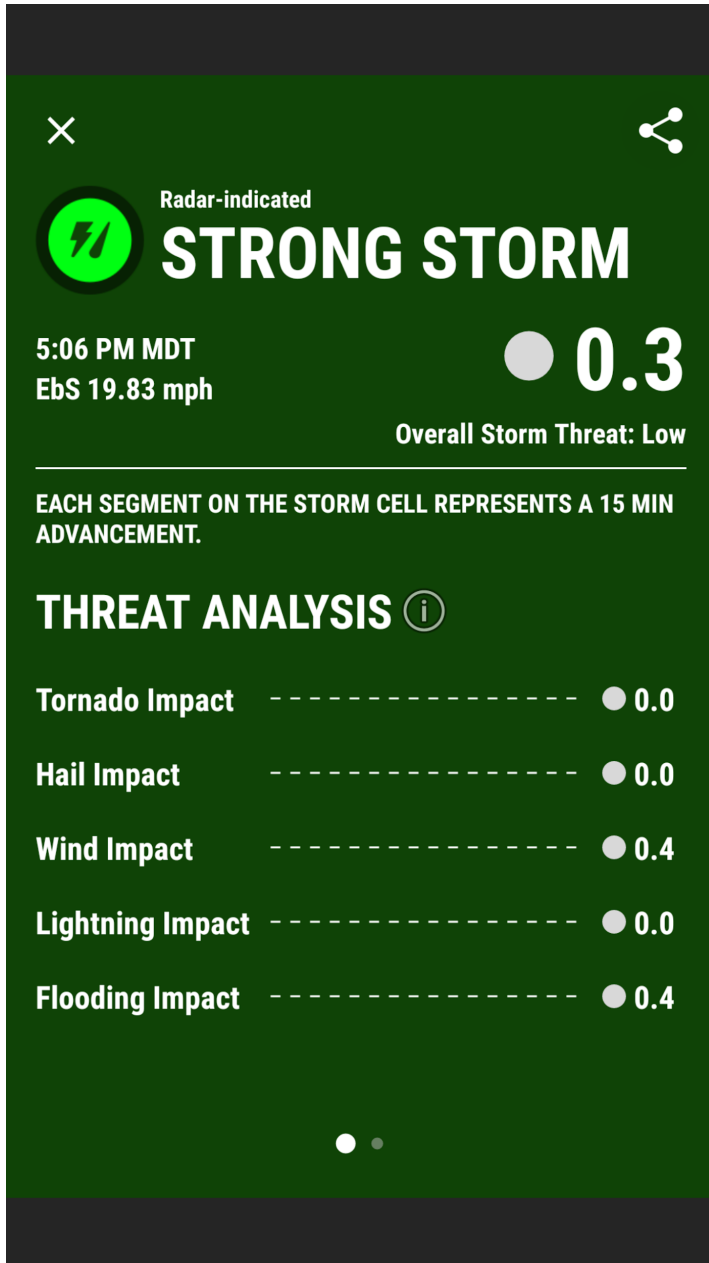 Radar-indicated
STRONG STORM
5:06 PM MDT
EbS 19.83 mph
0.3
Overall Storm Threat: Low
EACH SEGMENT ON THE STORM CELL REPRESENTS A 15 MIN
ADVANCEMENT.
THREAT ANALYSIS i
Tornado Impact 0.0
Hail Impact 0.0
Wind Impact 0.4
Lightning Impact 0.0
Flooding Impact 0.4